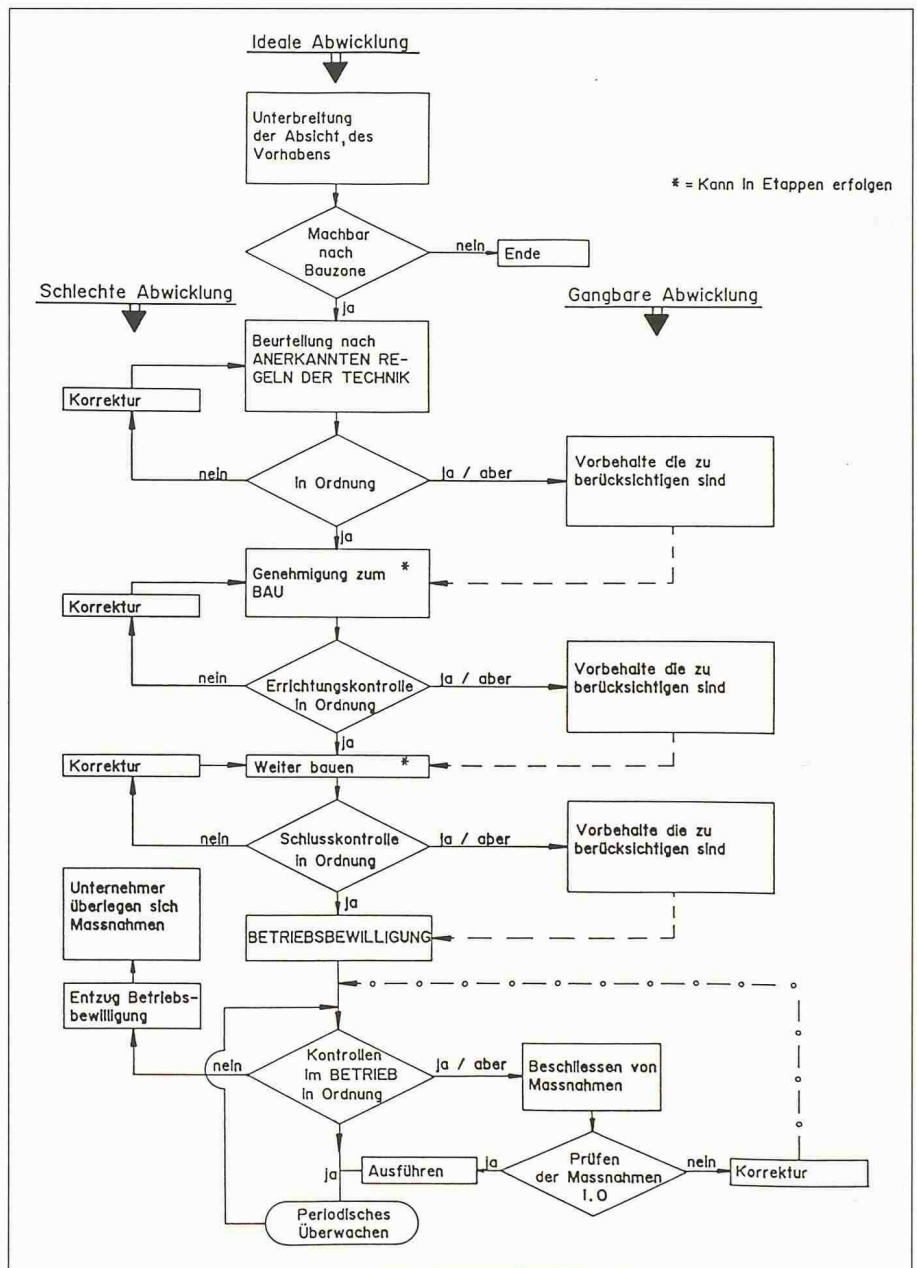 Ideale Abwicklung
Unterbreitung
der Absicht, des
Vorhabens
* = Kann in Etappen erfolgen
Machbar
nach
Bauzone
nein
Ende
ja
Schlechte Abwicklung
Gangbare Abwicklung
Beurteilung nach
ANERKANNTEN RE-
GELN DER TECHNIK
Korrektur
nein
in Ordnung
ja / aber
Vorbehalte die zu
berücksichtigen sind
ja
Genehmigung zum *
BAU
Korrektur
nein
Errichtungskontrolle
in Ordnung
ja / aber
Vorbehalte die zu
berücksichtigen sind
ja
Korrektur
Weiter bauen *
nein
Schlusskontrolle
in Ordnung
ja / aber
Vorbehalte die zu
berücksichtigen sind
ja
Unternehmer
überlegen sich
Massnahmen
BETRIEBSBEWILLIGUNG
Entzug Betriebs-
bewilligung
nein
Kontrollen
im BETRIEB
in Ordnung
ja / aber
Beschliessen von
Massnahmen
ja
Ausführen
ja
Prüfen
der Massnahmen
i.O
nein
Korrektur
Periodisches
Überwachen